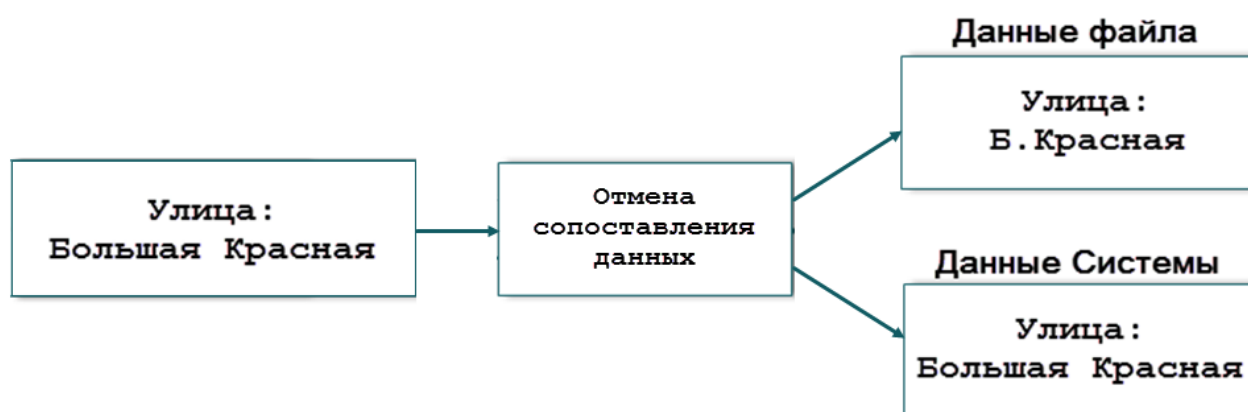 Улица:
Большая Красная
Отмена
сопоставления
данных
Данные файла
Улица:
Б.Красная
Данные Системы
Улица:
Большая Красная